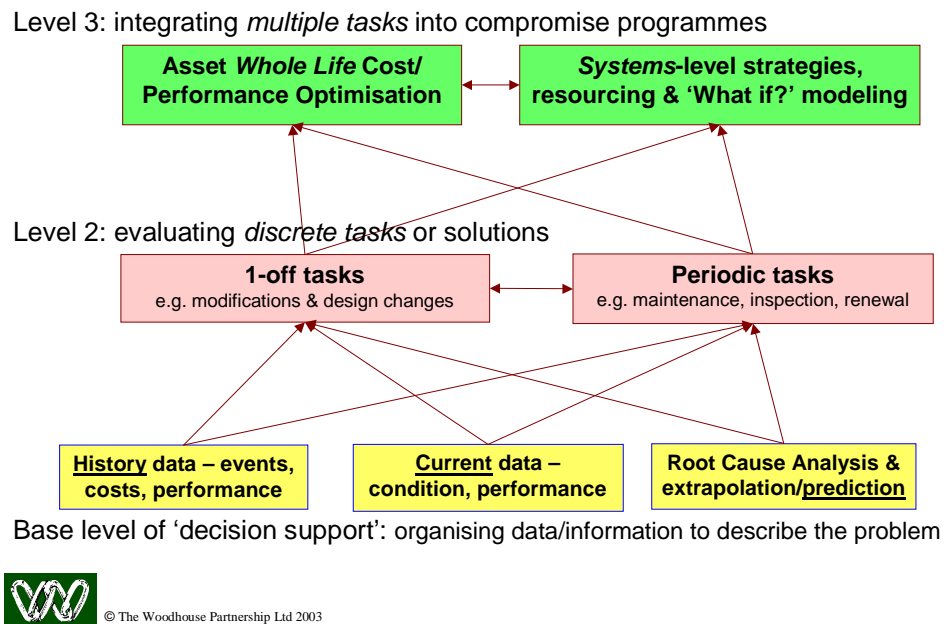 Level 3: integrating multiple tasks into compromise programmes
Asset Whole Life Cost/
Performance Optimisation
Systems-level strategies,
resourcing & ‘What if?’ modeling
Level 2: evaluating discrete tasks or solutions
1-off tasks
e.g. modifications & design changes
Periodic tasks
e.g. maintenance, inspection, renewal
History data – events,
costs, performance
Current data –
condition, performance
Root Cause Analysis &
extrapolation/prediction
Base level of ‘decision support’: organising data/information to describe the problem
© The Woodhouse Partnership Ltd 2003